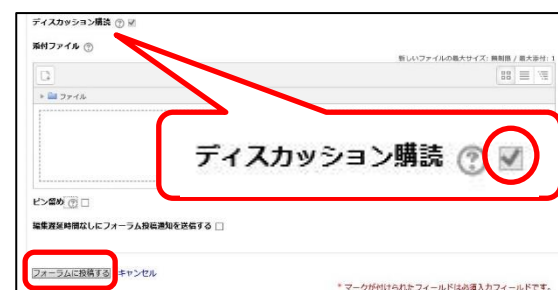 ディスカッション購読
添付ファイル
新しいファイルの最大サイズ: 無制限 / 最大添付: 1
ファイル
ディスカッション購読
ピン留め
編集遅延時間なしにフォーラム投稿通知を送信する
フォーラムに投稿する キャンセル
* マークが付けられたフィールドは必須入力フィールドです。